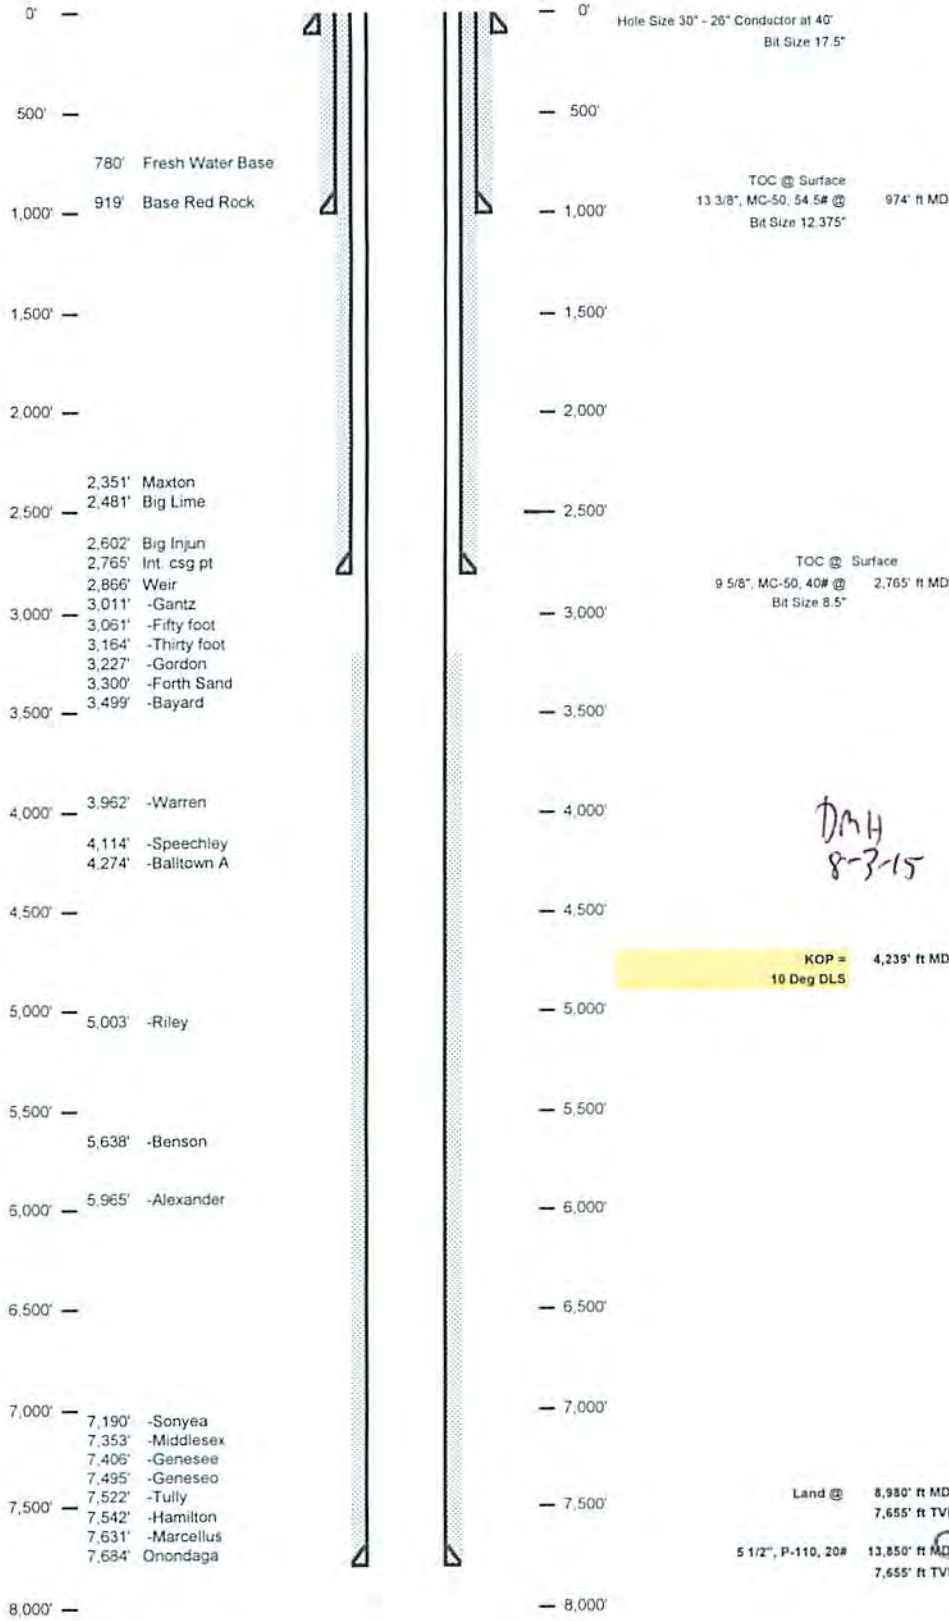 0'
500'
780' Fresh Water Base
919' Base Red Rock
1,000'
1,500'
2,000'
2,351' Maxton
2,481' Big Lime
2,500'
2,602' Big Injun
2,765' Int. csg pt
2,866' Weir
3,011' -Gantz
3,000'
3,061' -Fifty foot
3,164' -Thirty foot
3,227' -Gordon
3,300' -Forth Sand
3,499' -Bayard
3,500'
3,962' -Warren
4,000'
4,114' -Speechley
4,274' -Balltown A
4,500'
5,000'
5,003' -Riley
5,500'
5,638' -Benson
5,965' -Alexander
6,000'
6,500'
7,000'
7,190' -Sonyea
7,353' -Middlesex
7,406' -Genesee
7,495' -Geneseo
7,522' -Tully
7,500'
7,542' -Hamilton
7,631' -Marcellus
7,684' Onondaga
8,000'
0'
500'
1,000'
1,500'
2,000'
2,500'
3,000'
3,500'
4,000'
4,500'
5,000'
5,500'
6,000'
6,500'
7,000'
7,500'
8,000'
Hole Size 30" - 26" Conductor at 40'
Bit Size 17.5"
TOC @ Surface
13 3/8", MC-50, 54.5# @ 974' ft MD
Bit Size 12.375"
TOC @ Surface
9 5/8", MC-50, 40# @ 2,765' ft MD
Bit Size 8.5"
DMH
8-3-15
KOP = 4,239' ft MD
10 Deg DLS
Land @ 8,980' ft MD
7,655' ft TV
5 1/2", P-110, 20# 13,850' ft MD
7,655' ft TV